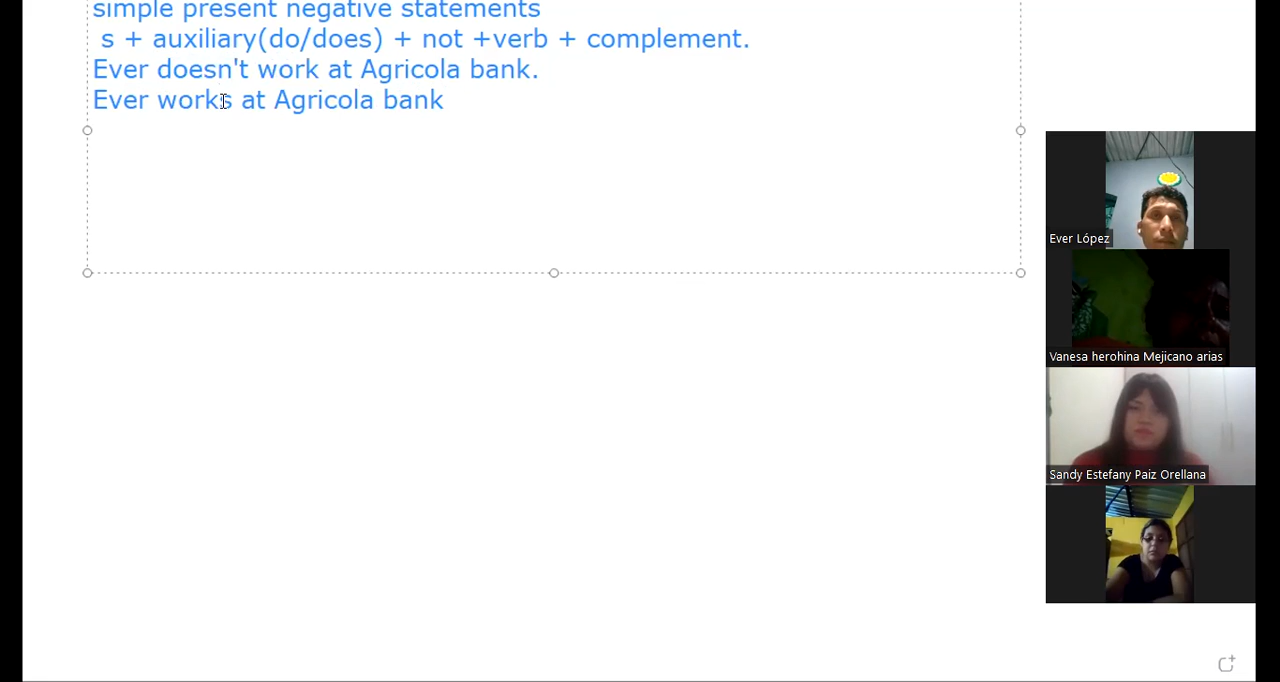 simple present negative statements
s + auxiliary(do/does) + not +verb + complement.
Ever doesn't work at Agricola bank.
Ever works at Agricola bank
Ever López
Vanesa herohina Mejicano arias
Sandy Estefany Paiz Orellana